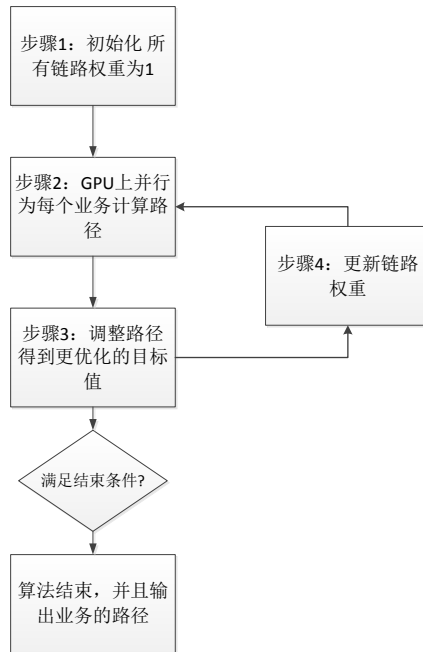 步骤1：初始化 所
有链路权重为1
步骤2：GPU上并行
为每个业务计算路
径
步骤4：更新链路
权重
步骤3：调整路径
得到更优化的目标
值
满足结束条件?
算法结束，并且输
出业务的路径